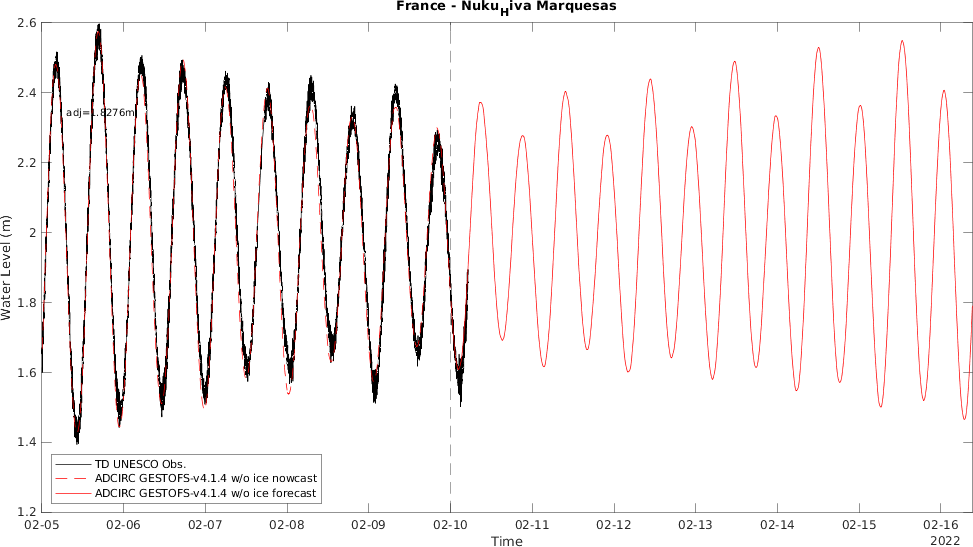 France - Nuku_Hiva Marquesas
2.6
2.4
adj=1.8276m
2.2
2
1.8
1.6
1.4
1.2
Water Level (m)
TD UNESCO Obs.
ADCIRC GESTOFS-v4.1.4 w/o ice nowcast
ADCIRC GESTOFS-v4.1.4 w/o ice forecast
02-05 02-06 02-07 02-08 02-09 02-10 02-11 02-12 02-13 02-14 02-15 02-16
Time
2022